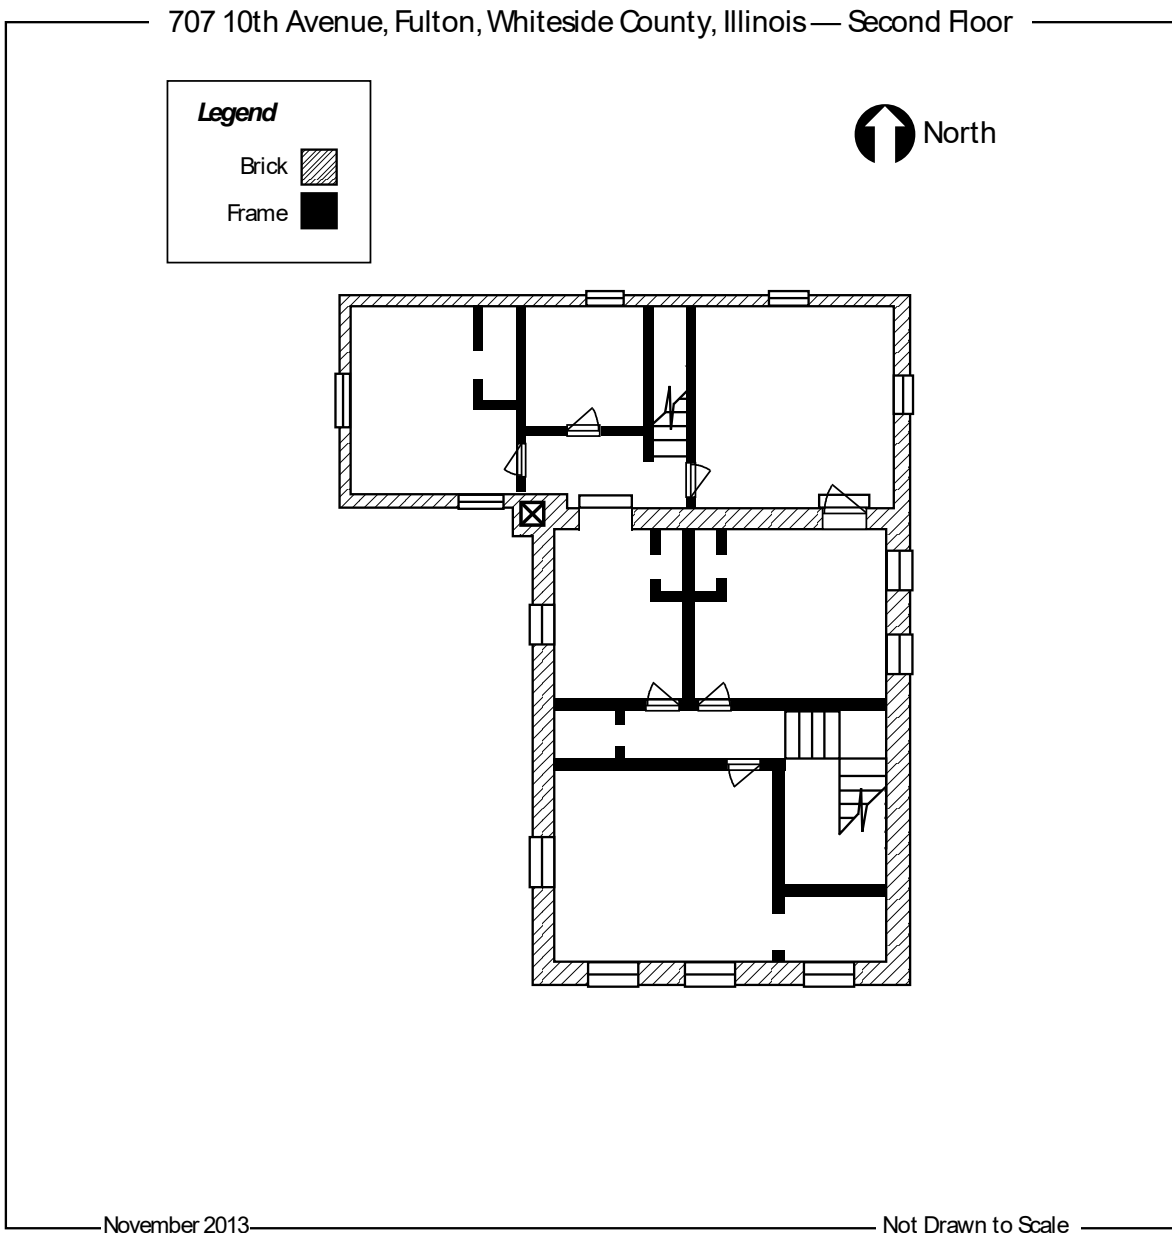 707 10th Avenue, Fulton, Whiteside County, Illinois — Second Floor
Legend
Brick
Frame
North
November 2013
Not Drawn to Scale